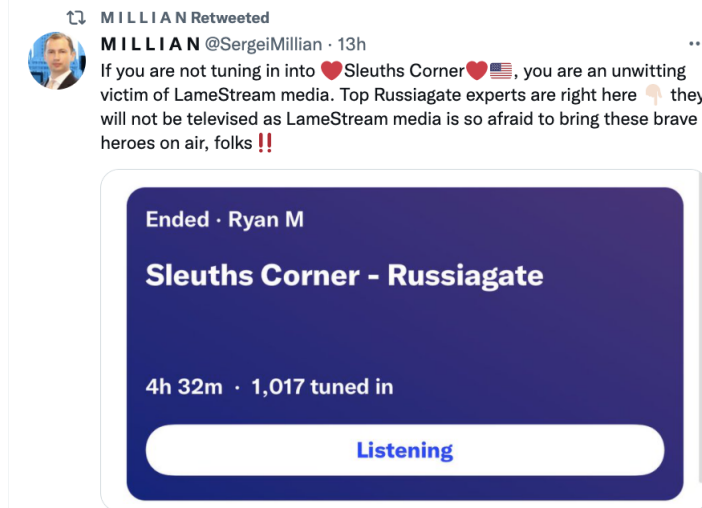 M I L L I A N Retweeted
M I L L I A N @SergeiMillian · 13h
If you are not tuning in into ❤️Sleuths Corner❤️🇺🇸, you are an unwitting
victim of LameStream media. Top Russiagate experts are right here 👇🏻 they
will not be televised as LameStream media is so afraid to bring these brave
heroes on air, folks ‼️
Ended · Ryan M
Sleuths Corner - Russiagate
4h 32m · 1,017 tuned in
Listening